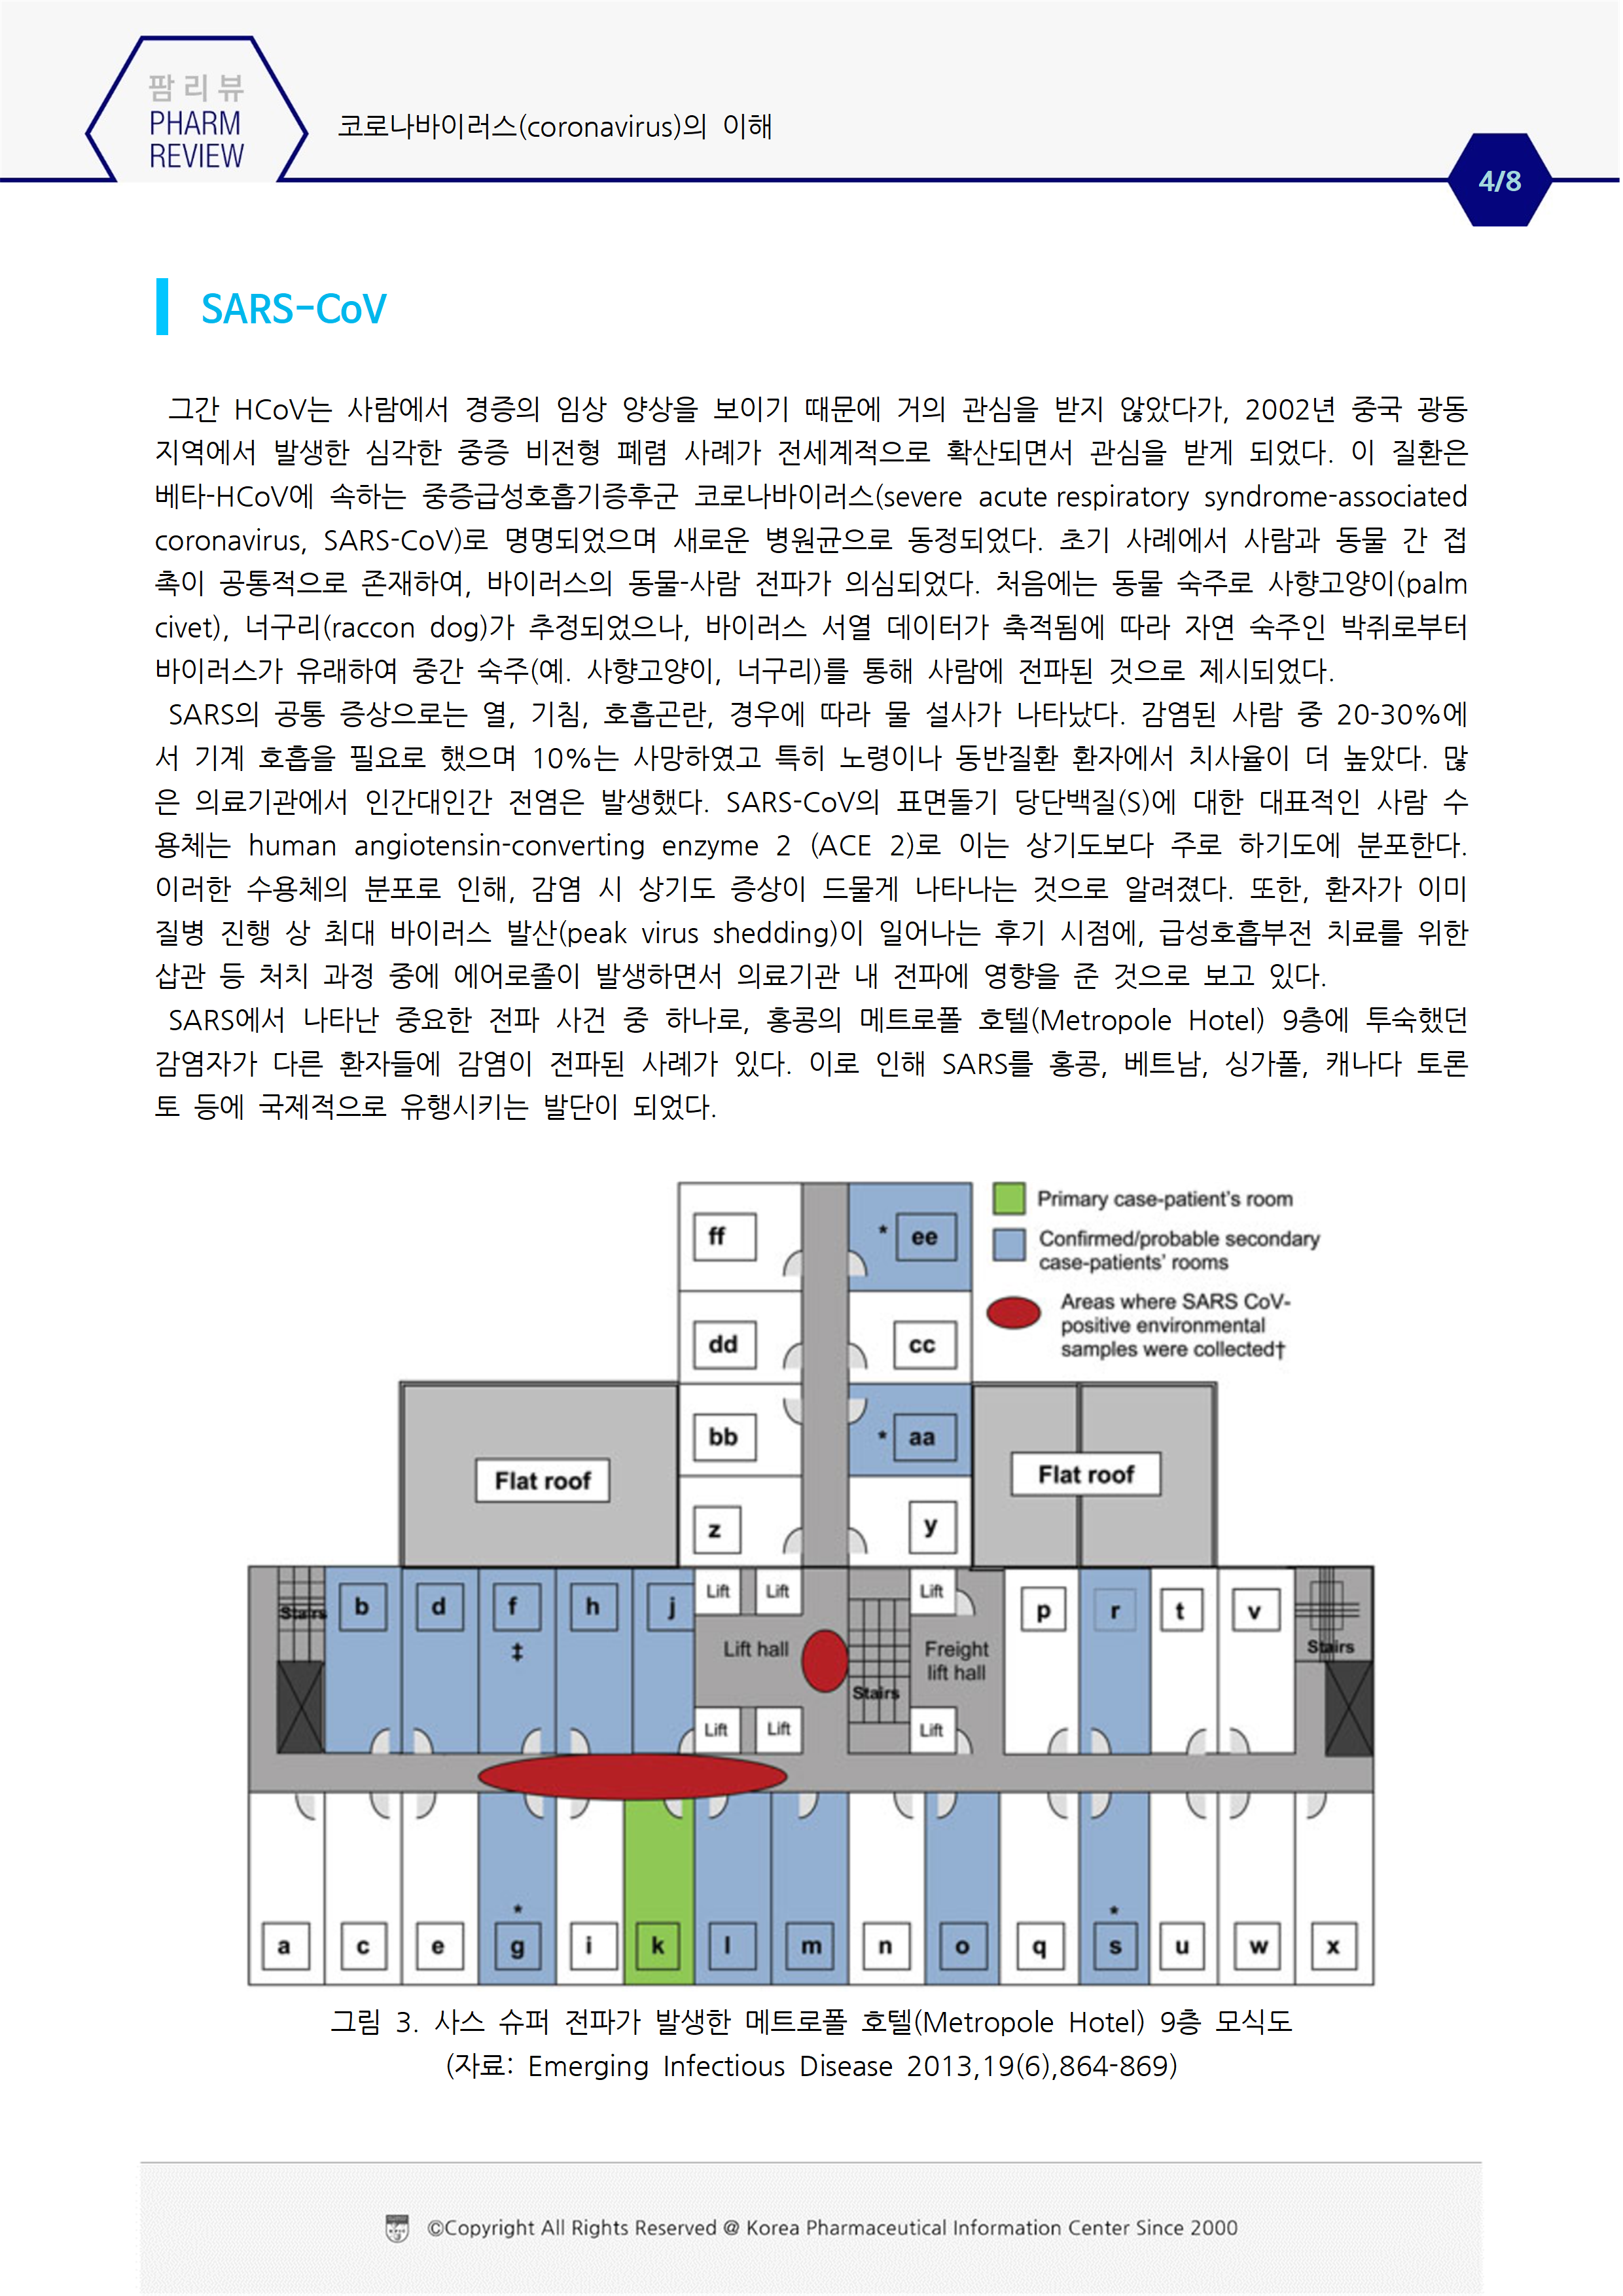 팜리뷰
PHARM
REVIEW
코로나바이러스(coronavirus)의 이해
4/8
SARS-CoV
그간 HCoV는 사람에서 경증의 임상 양상을 보이기 때문에 거의 관심을 받지 않았다가, 2002년 중국 광동
지역에서 발생한 심각한 중증 비전형 폐렴 사례가 전세계적으로 확산되면서 관심을 받게 되었다. 이 질환은
베타-HCoV에 속하는 중증급성호흡기증후군 코로나바이러스(severe acute respiratory syndrome-associated
coronavirus, SARS-CoV)로 명명되었으며 새로운 병원균으로 동정되었다. 초기 사례에서 사람과 동물 간 접
촉이 공통적으로 존재하여, 바이러스의 동물-사람 전파가 의심되었다. 처음에는 동물 숙주로 사향고양이(palm
civet), 너구리(raccon dog)가 추정되었으나, 바이러스 서열 데이터가 축적됨에 따라 자연 숙주인 박쥐로부터
바이러스가 유래하여 중간 숙주(예. 사향고양이, 너구리)를 통해 사람에 전파된 것으로 제시되었다.
SARS의 공통 증상으로는 열, 기침, 호흡곤란, 경우에 따라 물 설사가 나타났다. 감염된 사람 중 20-30%에
서 기계 호흡을 필요로 했으며 10%는 사망하였고 특히 노령이나 동반질환 환자에서 치사율이 더 높았다. 많
은 의료기관에서 인간대인간 전염은 발생했다. SARS-CoV의 표면돌기 당단백질(S)에 대한 대표적인 사람 수
용체는 human angiotensin-converting enzyme 2 (ACE 2)로 이는 상기도보다 주로 하기도에 분포한다.
이러한 수용체의 분포로 인해, 감염 시 상기도 증상이 드물게 나타나는 것으로 알려졌다. 또한, 환자가 이미
질병 진행 상 최대 바이러스 발산(peak virus shedding)이 일어나는 후기 시점에, 급성호흡부전 치료를 위한
삽관 등 처치 과정 중에 에어로졸이 발생하면서 의료기관 내 전파에 영향을 준 것으로 보고 있다.
SARS에서 나타난 중요한 전파 사건 중 하나로, 홍콩의 메트로폴 호텔(Metropole Hotel) 9층에 투숙했던
감염자가 다른 환자들에 감염이 전파된 사례가 있다. 이로 인해 SARS를 홍콩, 베트남, 싱가폴, 캐나다 토론
토 등에 국제적으로 유행시키는 발단이 되었다.
Primary case-patient's room
Confirmed/probable secondary
case-patients' rooms
Areas where SARS CoV-
positive environmental
samples were collected†
ff * ee
dd cc
bb * aa
Flat roof Flat roof
z y
Stairs b d f h j Lift Lift Lift p r t v Stairs
‡ Lift hall Stairs Freight
lift hall
Lift Lift Lift
* *
a c e g i k l m n o q s u w x
그림 3. 사스 슈퍼 전파가 발생한 메트로폴 호텔(Metropole Hotel) 9층 모식도
(자료: Emerging Infectious Disease 2013,19(6),864-869)
©Copyright All Rights Reserved @ Korea Pharmaceutical Information Center Since 2000